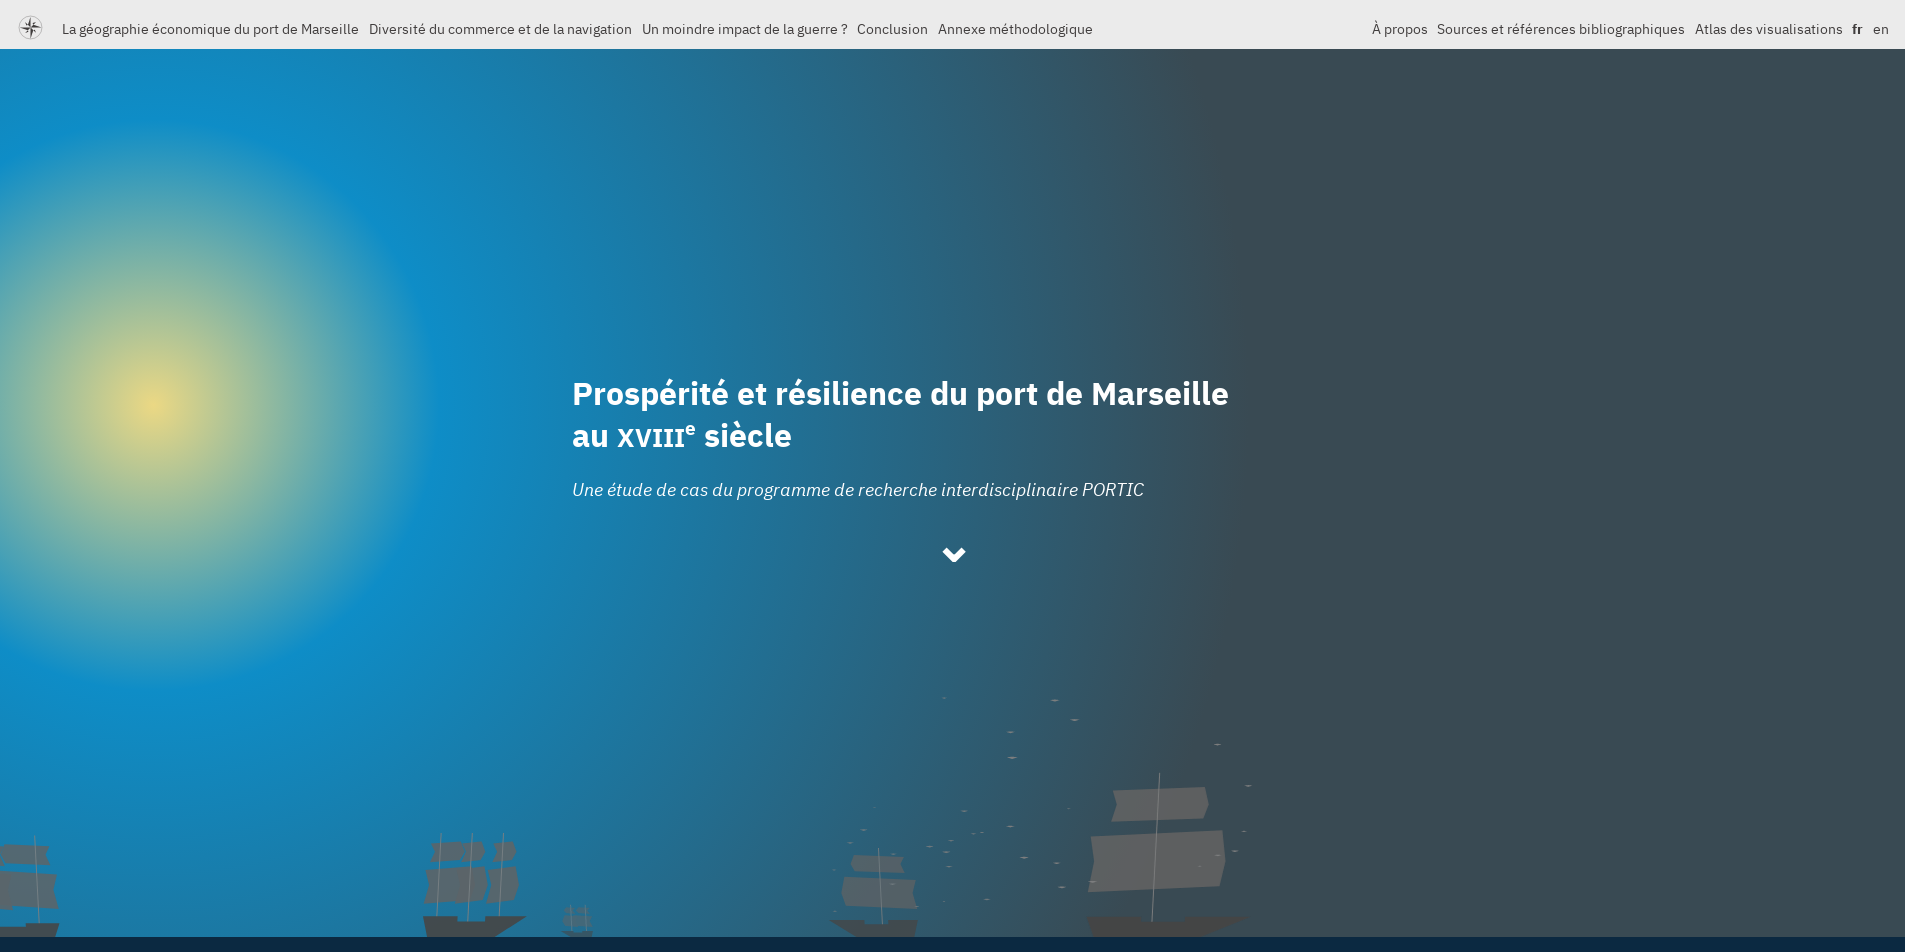 La géographie économique du port de Marseille Diversité du commerce et de la navigation Un moindre impact de la guerre ? Conclusion Annexe méthodologique À propos Sources et références bibliographiques Atlas des visualisations fr en
Prospérité et résilience du port de Marseille
au XVIIIe siècle
Une étude de cas du programme de recherche interdisciplinaire PORTIC